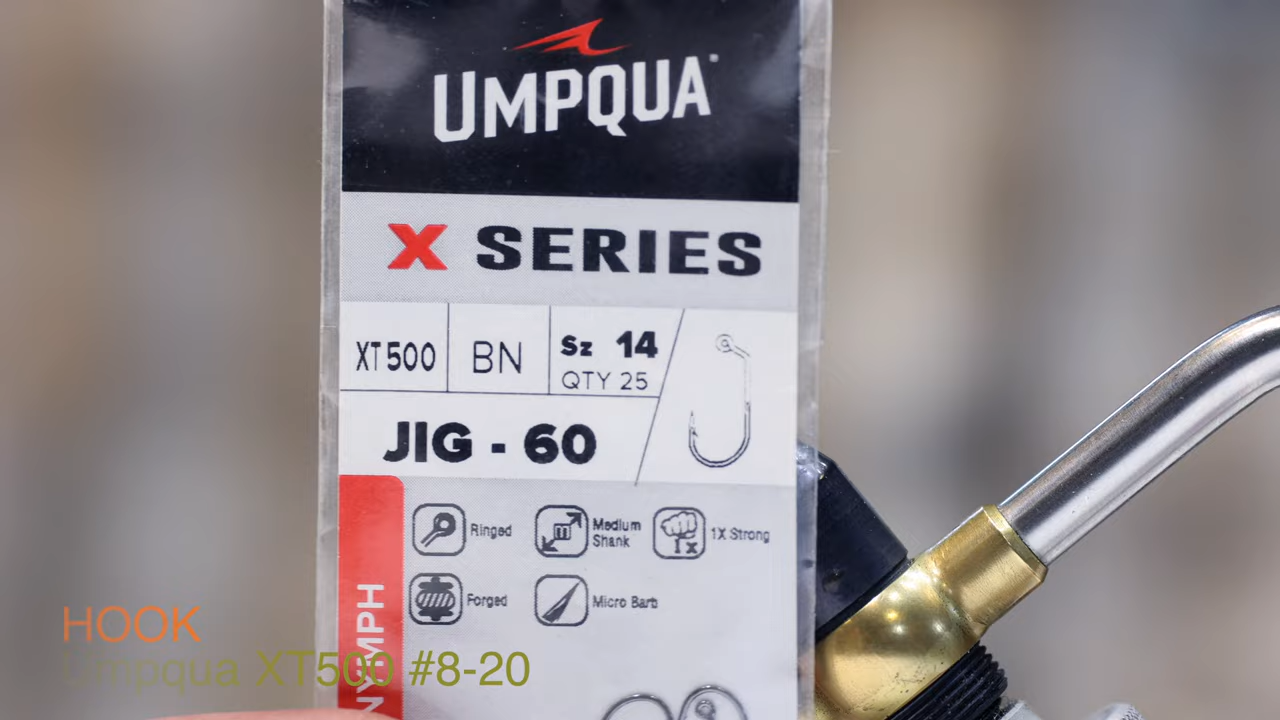 UMPQUA
X SERIES
XT500 BN Sz 14
QTY 25
JIG - 60
Ringed
Medium
Shank
1X Strong
1X
m
Forged
Micro Barb
NYMPH
HOOK
Umpqua XT500 #8-20